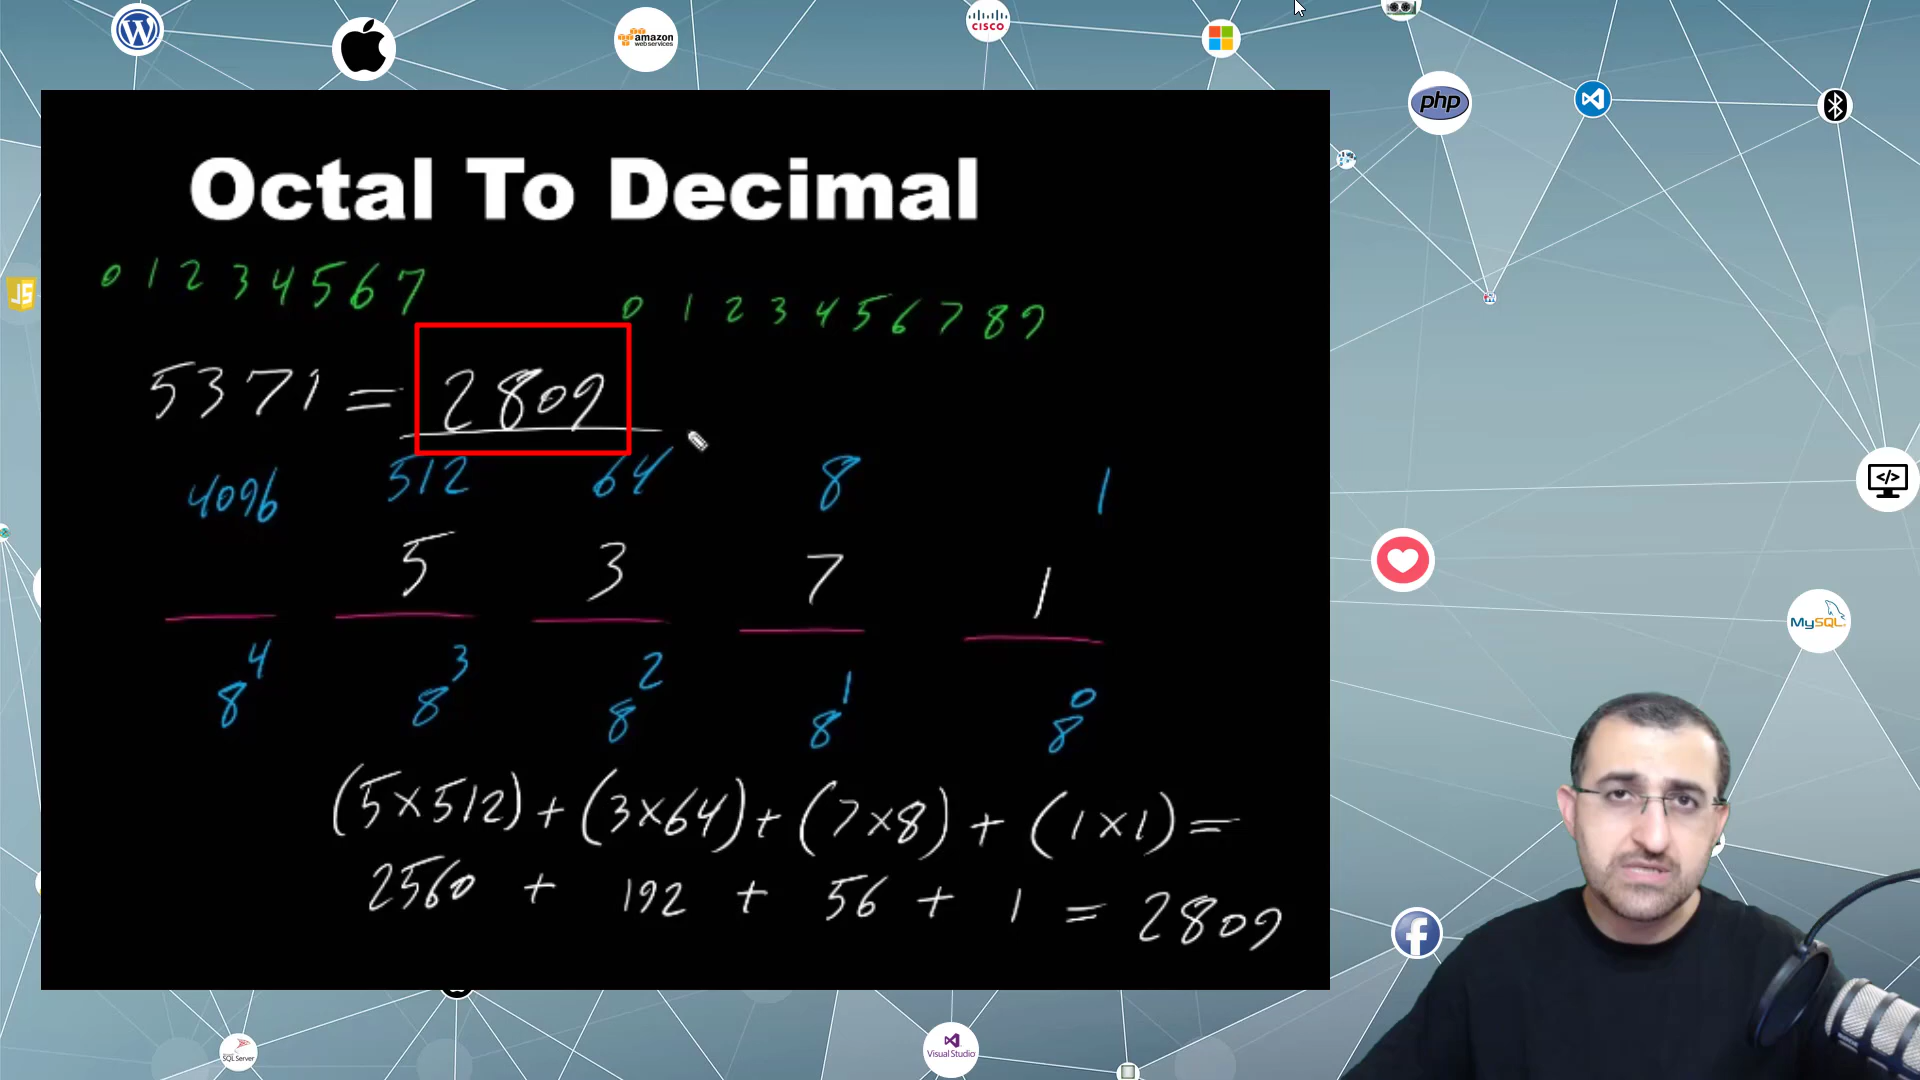 amazon
web services
CISCO
php
JS
Octal To Decimal
0 1 2 3 4 5 6 7
0 1 2 3 4 5 6 7 8 9
5371 = 2809
4096 512 64 8 1
5 3 7 1
8^4 8^3 8^2 8^1 8^0
(5×512) + (3×64) + (7×8) + (1×1) =
2560 + 192 + 56 + 1 = 2809
</>
MySQL
SQL Server
Visual Studio